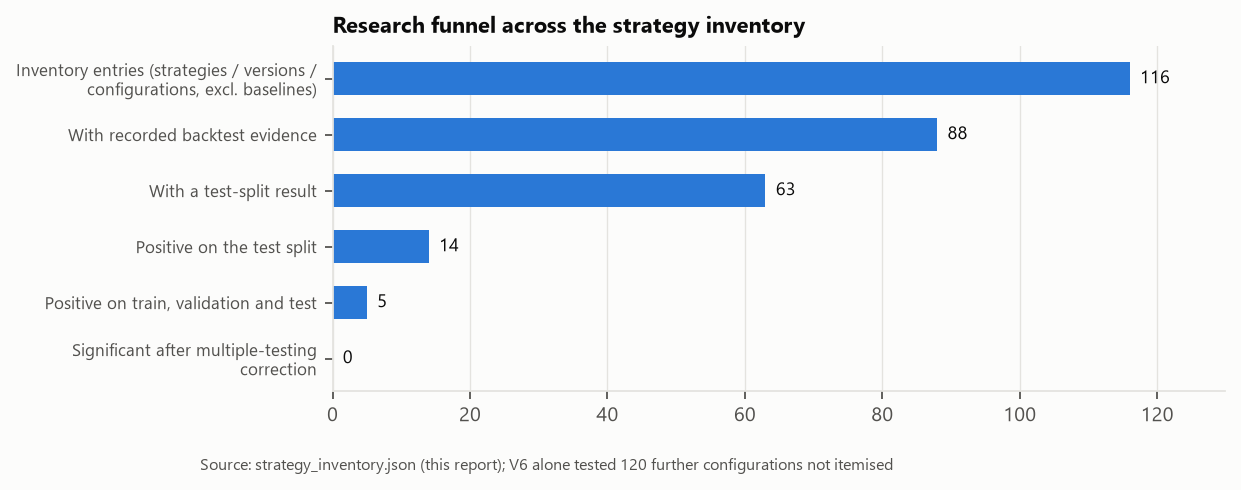 Research funnel across the strategy inventory
Inventory entries (strategies / versions /
configurations, excl. baselines)
116
With recorded backtest evidence
88
With a test-split result
63
Positive on the test split
14
Positive on train, validation and test
5
Significant after multiple-testing
correction
0
0 20 40 60 80 100 120
Source: strategy_inventory.json (this report); V6 alone tested 120 further configurations not itemised